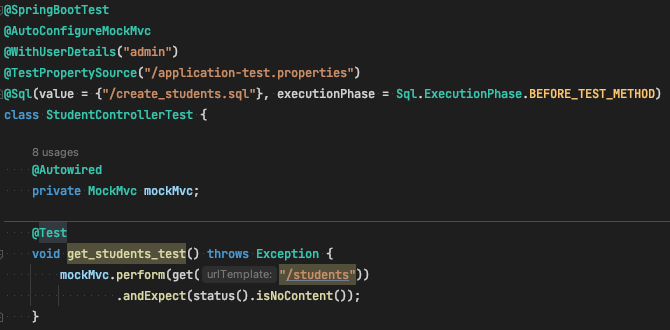 @SpringBootTest
@AutoConfigureMockMvc
@WithUserDetails("admin")
@TestPropertySource("/application-test.properties")
@Sql(value = {"/create_students.sql"}, executionPhase = Sql.ExecutionPhase.BEFORE_TEST_METHOD)
class StudentControllerTest {
8 usages
@Autowired
private MockMvc mockMvc;
@Test
void get_students_test() throws Exception {
mockMvc.perform(get( urlTemplate: "/students"))
.andExpect(status().isNoContent());
}